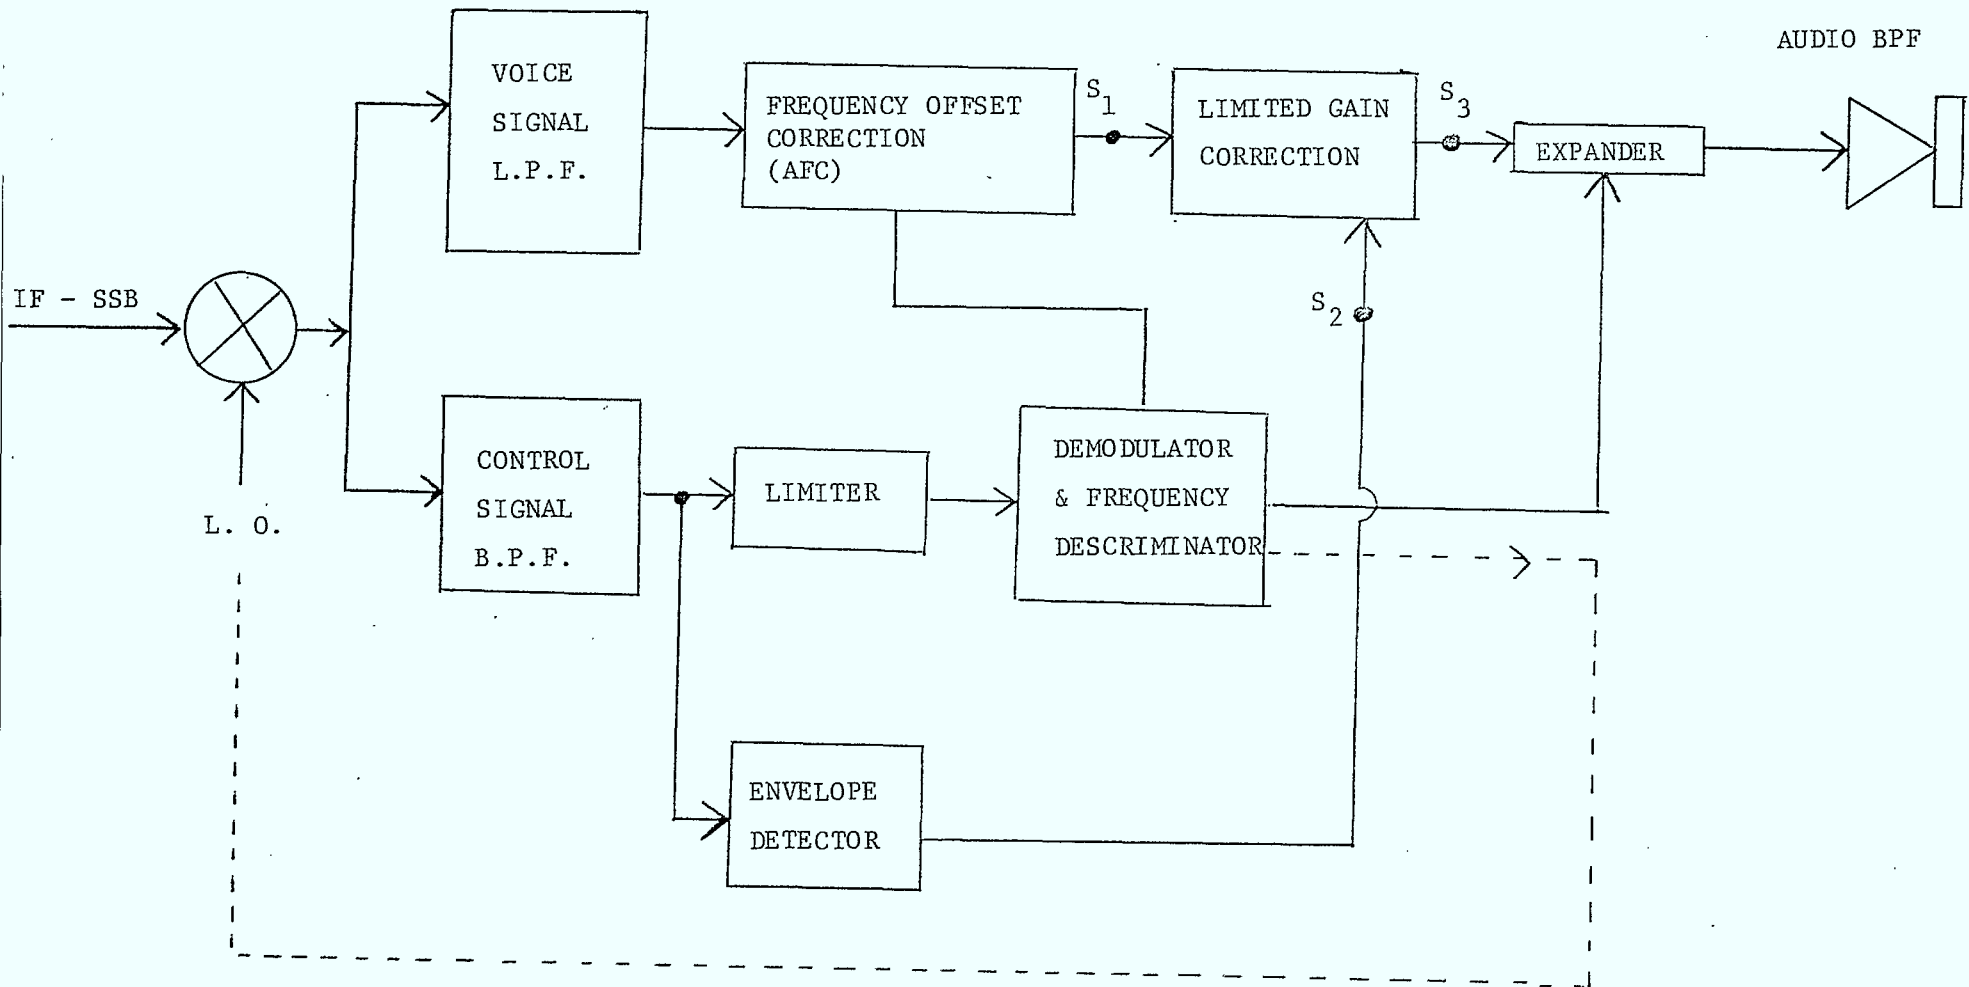 AUDIO BPF
VOICE
SIGNAL
L.P.F.
FREQUENCY OFFSET
CORRECTION
(AFC)
S1
LIMITED GAIN
CORRECTION
S3
EXPANDER
IF - SSB
S2
L. O.
CONTROL
SIGNAL
B.P.F.
LIMITER
DEMODULATOR
& FREQUENCY
DESCRIMINATOR
ENVELOPE
DETECTOR